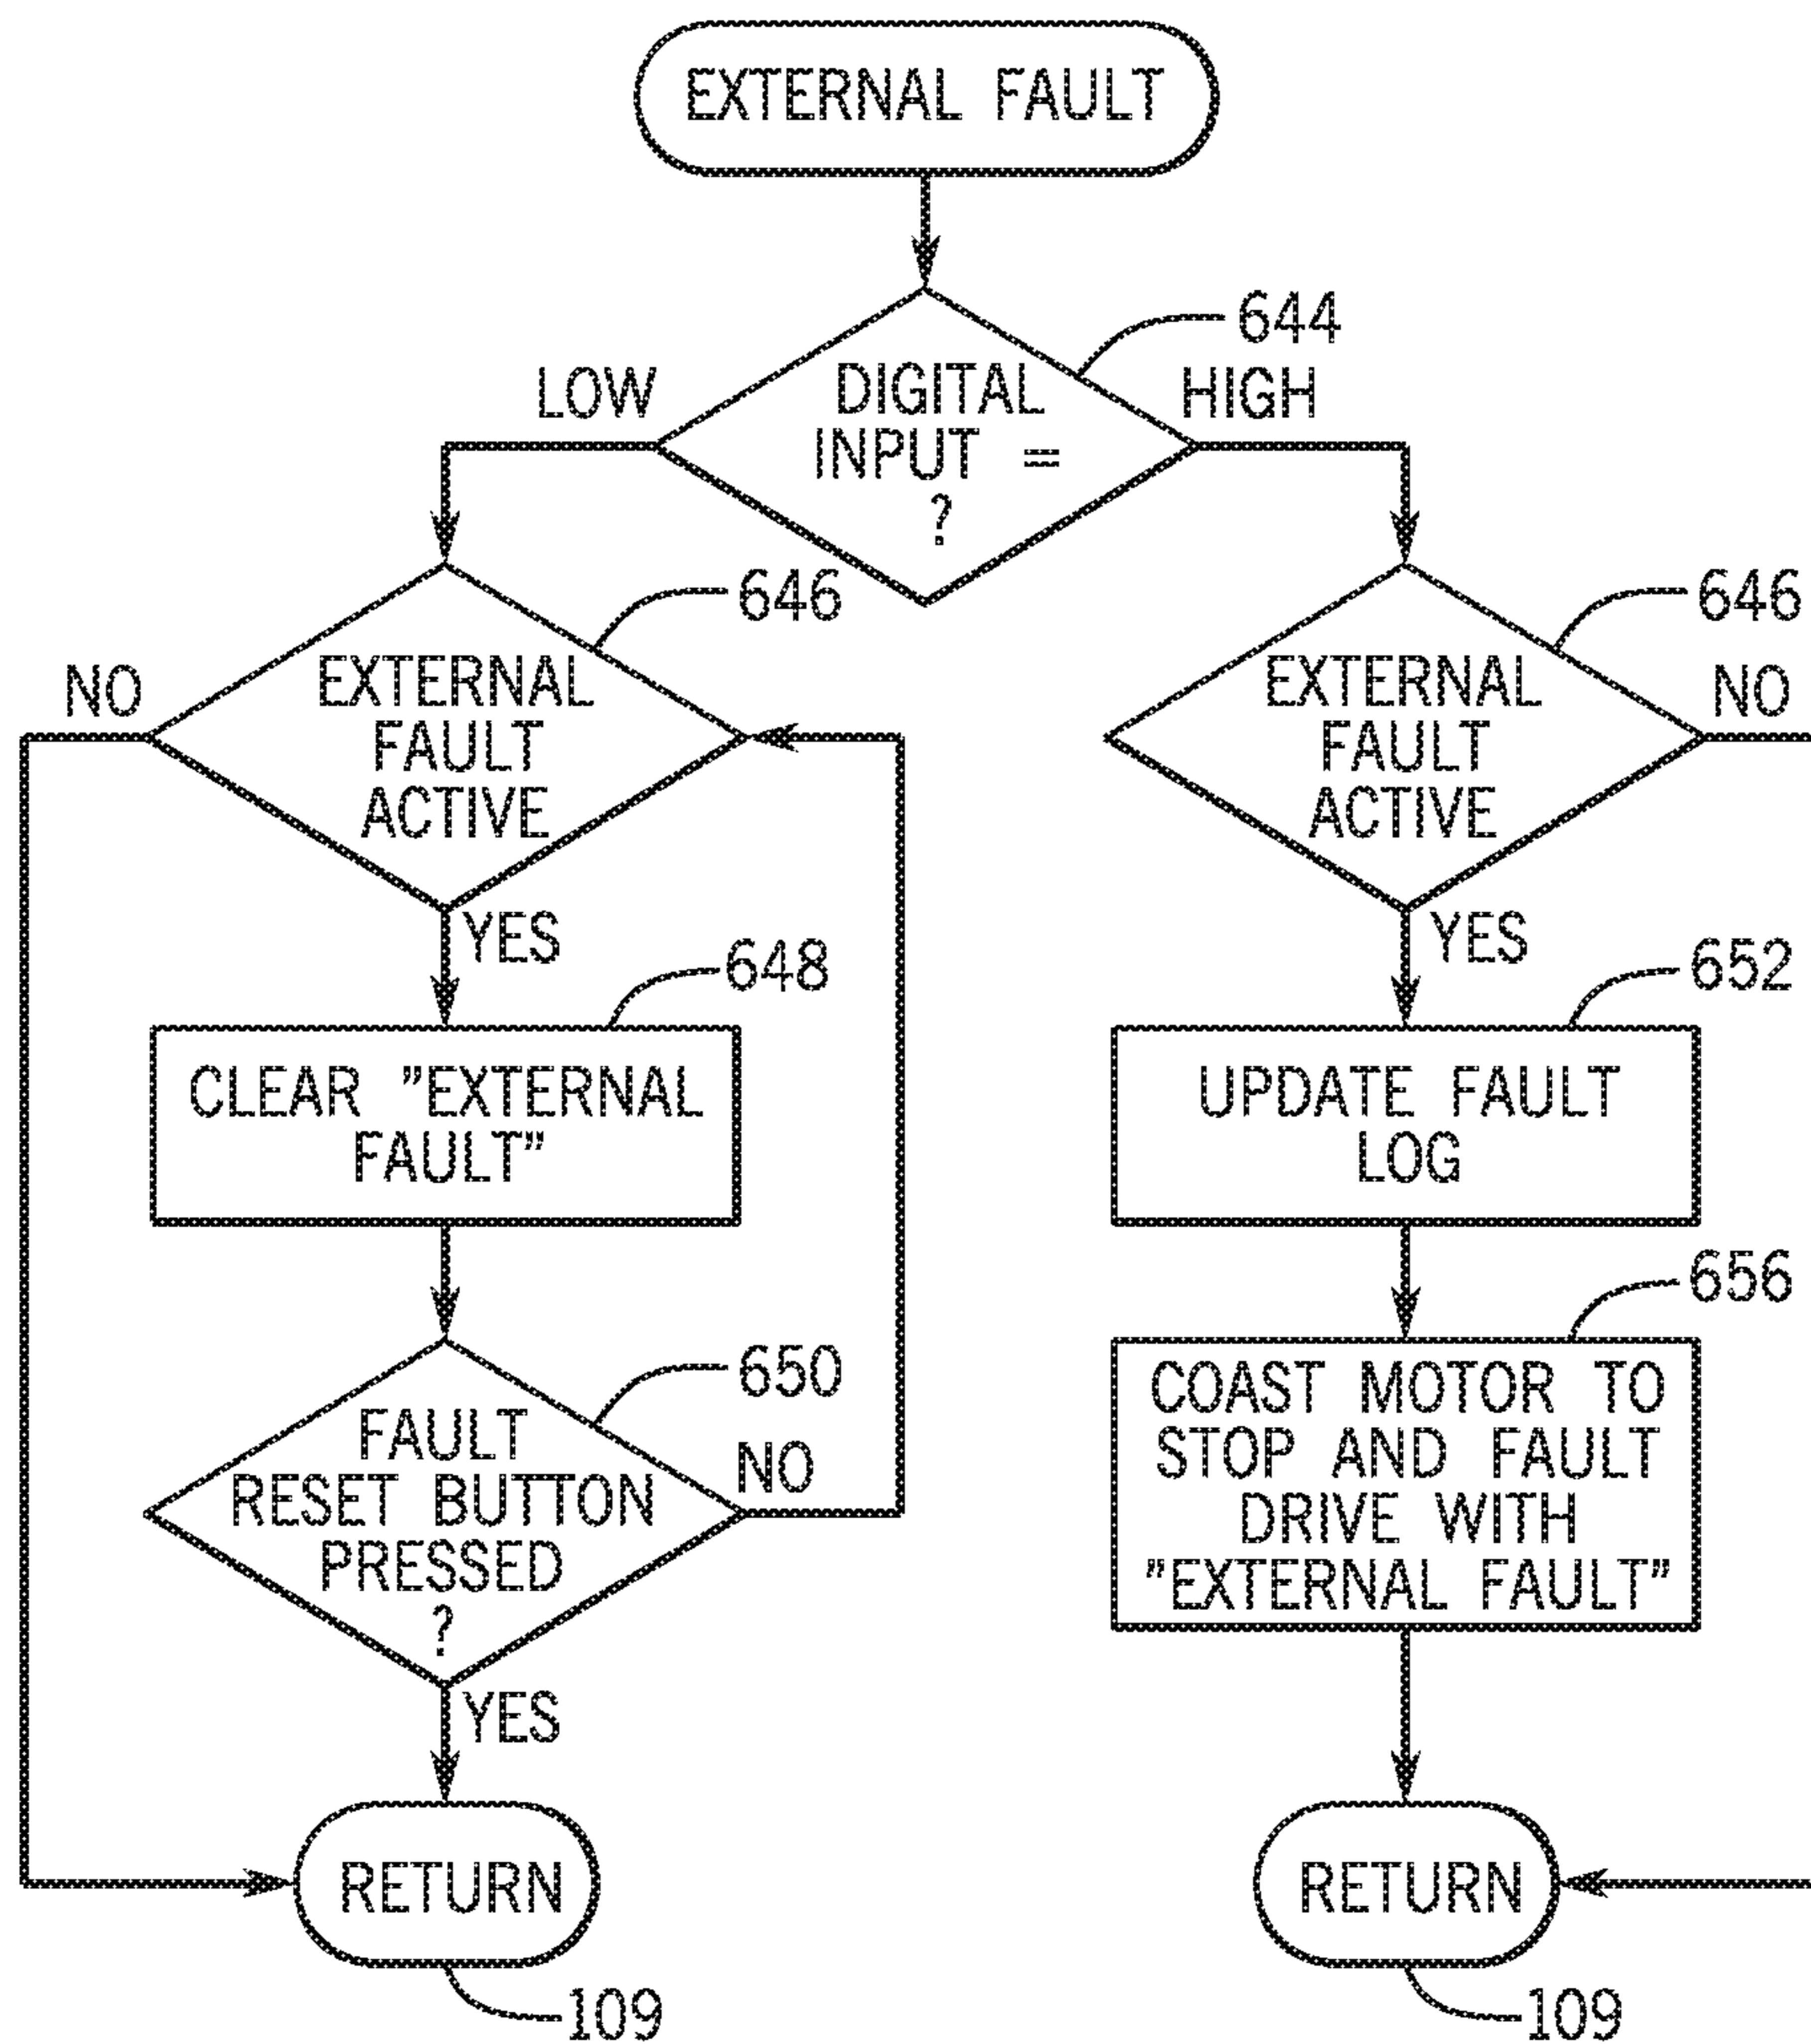 EXTERNAL FAULT
644
LOW
DIGITAL
INPUT =
?
HIGH
646
NO
EXTERNAL
FAULT
ACTIVE
YES
648
CLEAR "EXTERNAL
FAULT"
650
FAULT
RESET BUTTON
PRESSED
?
NO
YES
RETURN
109
646
EXTERNAL
FAULT
ACTIVE
NO
YES
652
UPDATE FAULT
LOG
656
COAST MOTOR TO
STOP AND FAULT
DRIVE WITH
"EXTERNAL FAULT"
RETURN
109